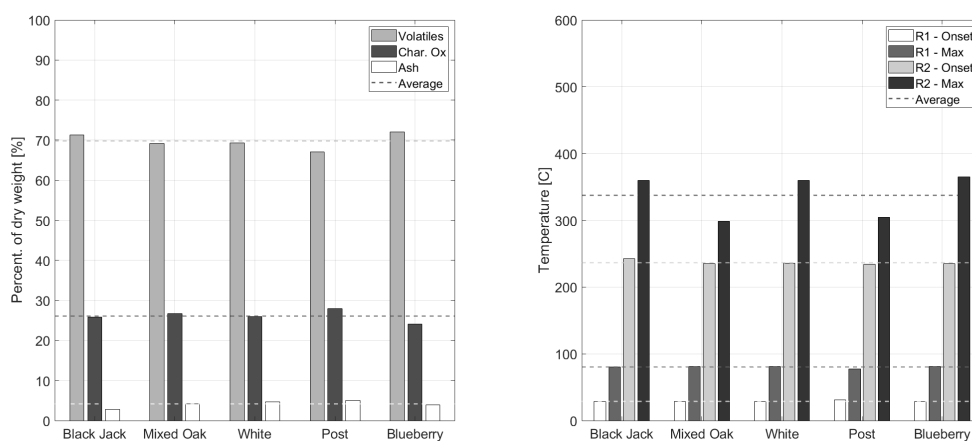 Percent. of dry weight [%]
100
90
80
70
60
50
40
30
20
10
0
Volatiles
Char. Ox
Ash
Average
Black Jack Mixed Oak White Post Blueberry
Temperature [C]
600
500
400
300
200
100
0
R1 - Onset
R1 - Max
R2 - Onset
R2 - Max
Average
Black Jack Mixed Oak White Post Blueberry